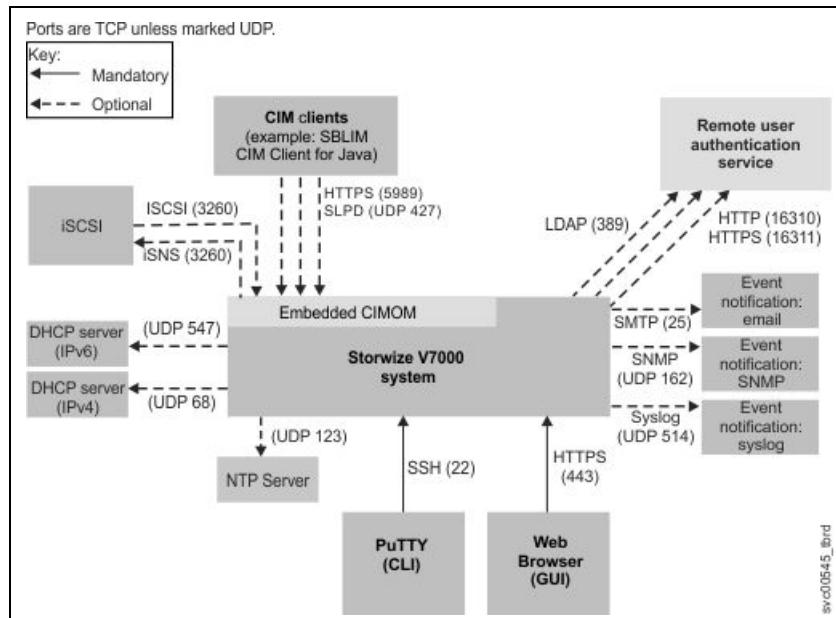 Ports are TCP unless marked UDP.
Key:
Mandatory
Optional
CIM clients
(example: SBLIM
CIM Client for Java)
Remote user
authentication
service
HTTPS (5989)
SLPD (UDP 427)
iSCSI
ISCSI (3260)
iSNS (3260)
LDAP (389)
HTTP (16310)
HTTPS (16311)
Embedded CIMOM
Storwize V7000
system
DHCP server
(IPv6)
(UDP 547)
DHCP server
(IPv4)
(UDP 68)
(UDP 123)
NTP Server
SMTP (25)
Event
notification:
email
SNMP
(UDP 162)
Event
notification:
SNMP
Syslog
(UDP 514)
Event
notification:
syslog
SSH (22)
HTTPS
(443)
PuTTY
(CLI)
Web
Browser
(GUI)
svc00545_tbrd